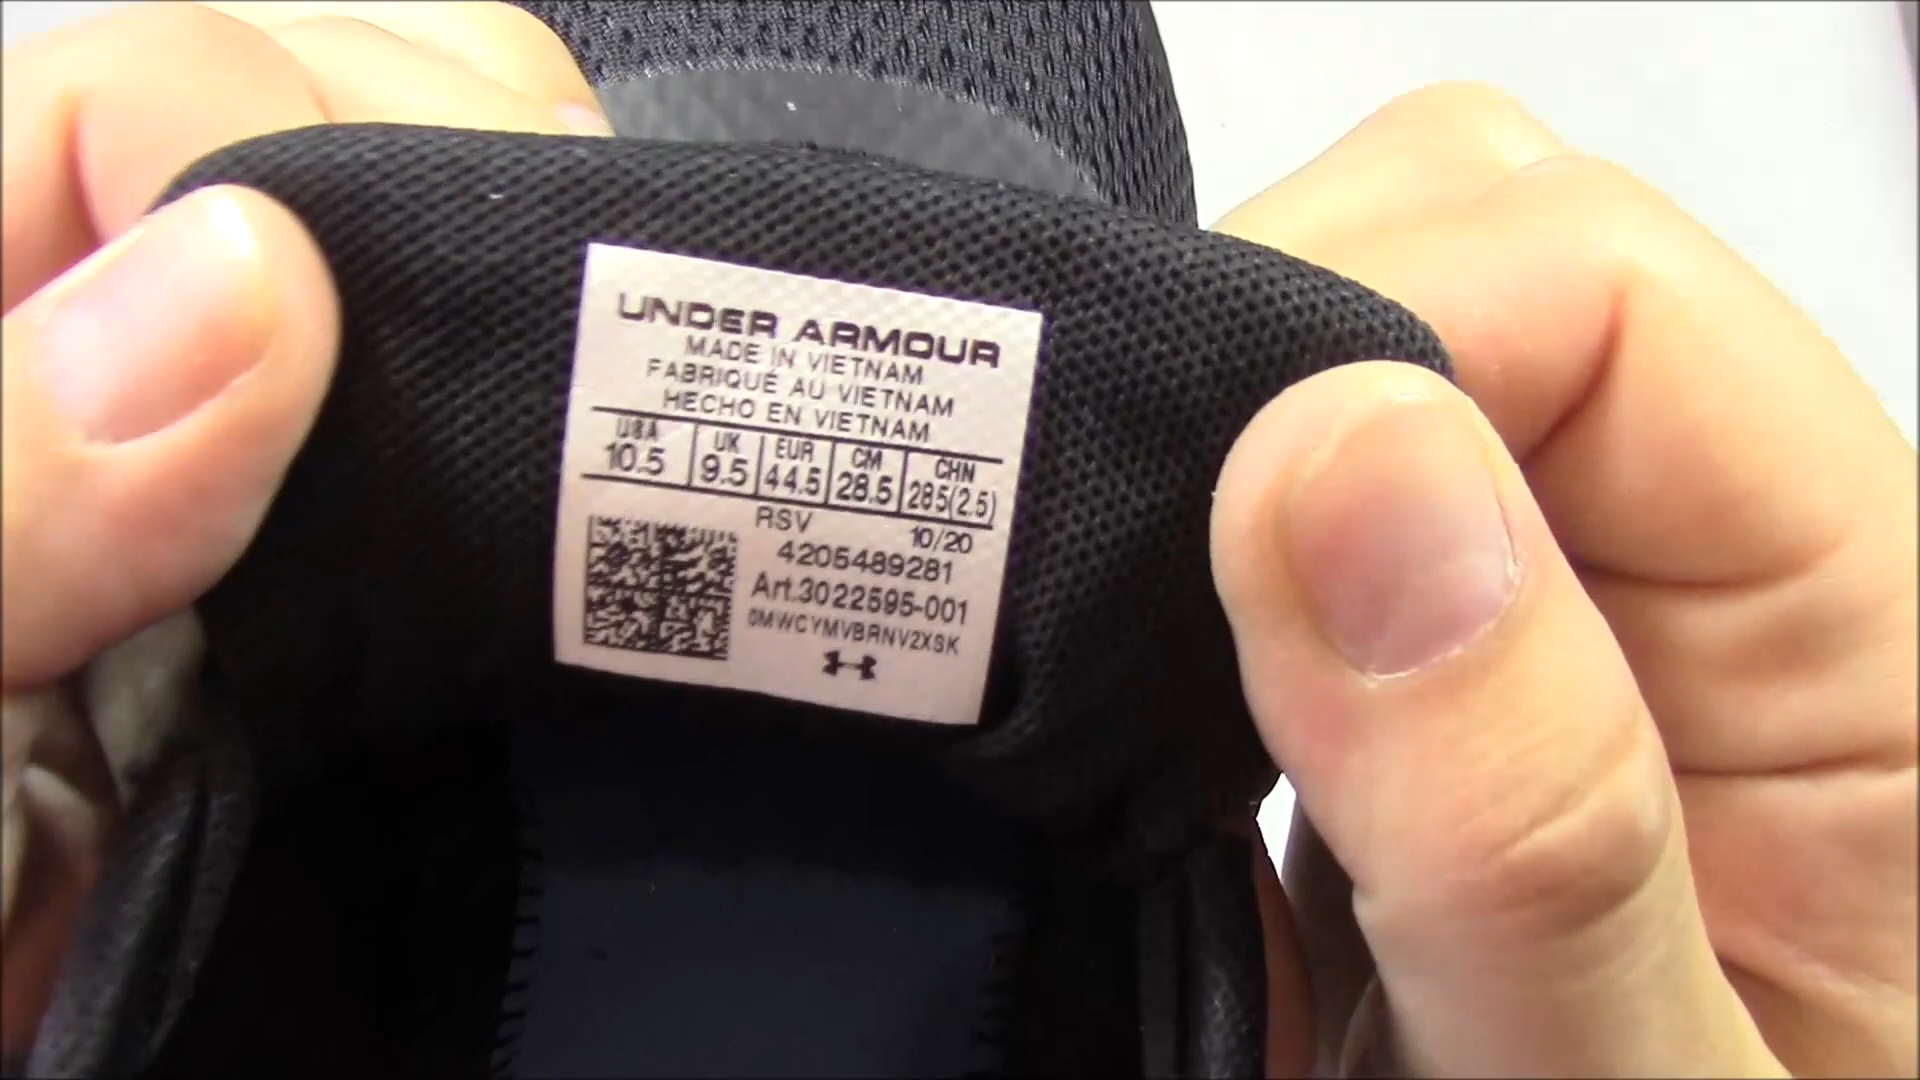 UNDER ARMOUR
MADE IN VIETNAM
FABRIQUÉ AU VIETNAM
HECHO EN VIETNAM
USA UK EUR CM CHN
10.5 9.5 44.5 28.5 285(2.5)
RSV 10/20
4205489281
Art.3022595-001
0MWCYMVBRNV2XSK